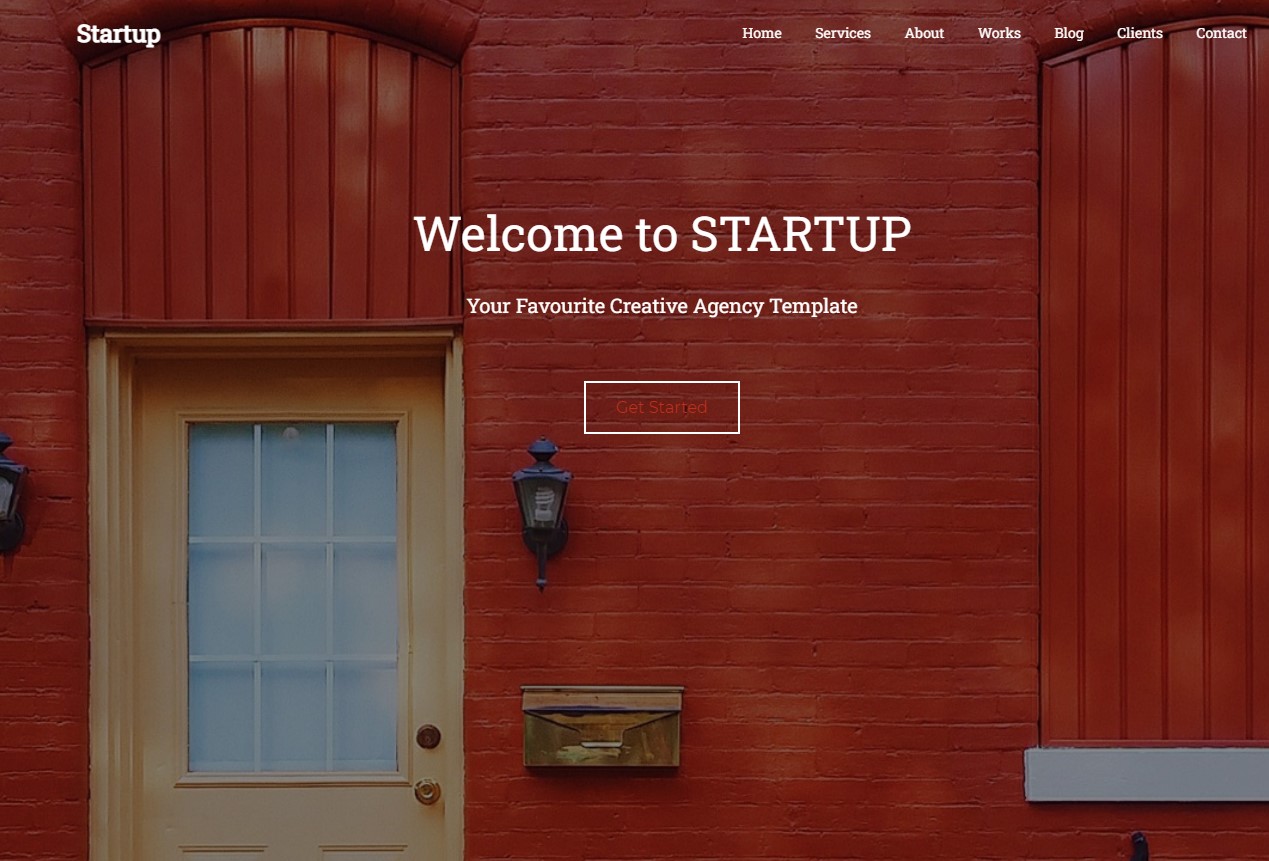 Startup
Home Services About Works Blog Clients Contact
Welcome to STARTUP
Your Favourite Creative Agency Template
Get Started